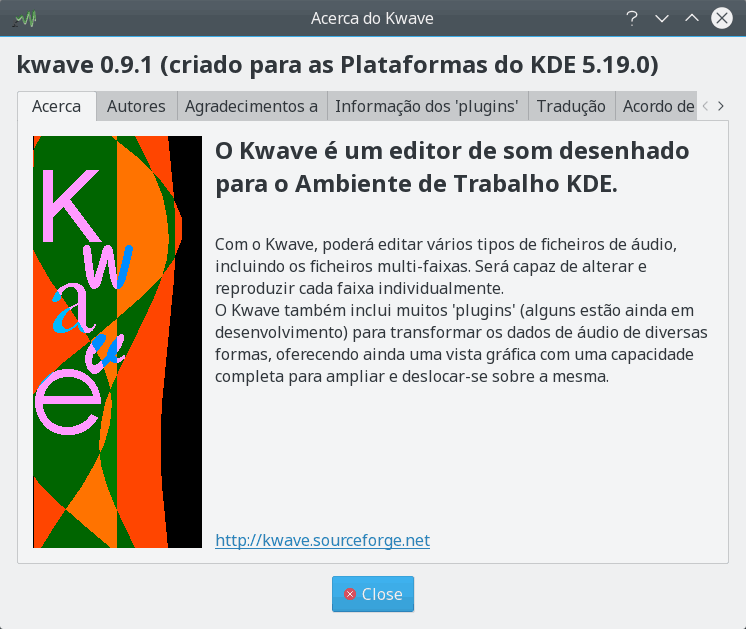 Acerca do Kwave
kwave 0.9.1 (criado para as Plataformas do KDE 5.19.0)
Acerca Autores Agradecimentos a Informação dos 'plugins' Tradução Acordo de
Kwave
O Kwave é um editor de som desenhado
para o Ambiente de Trabalho KDE.
Com o Kwave, poderá editar vários tipos de ficheiros de áudio,
incluindo os ficheiros multi-faixas. Será capaz de alterar e
reproduzir cada faixa individualmente.
O Kwave também inclui muitos 'plugins' (alguns estão ainda em
desenvolvimento) para transformar os dados de áudio de diversas
formas, oferecendo ainda uma vista gráfica com uma capacidade
completa para ampliar e deslocar-se sobre a mesma.
http://kwave.sourceforge.net
Close